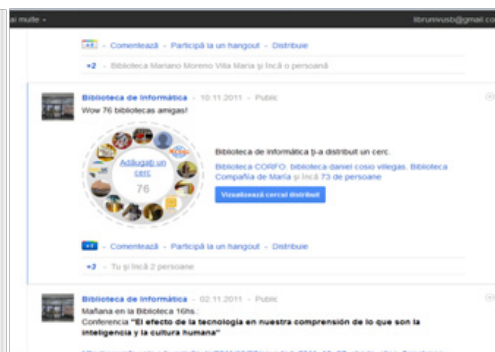 ai multe
librunivusb@gmail.co
+1 - Comentează - Participă la un hangout - Distribuie
+2 - Biblioteca Mariano Moreno Villa Maria şi încă o persoană
Biblioteca de Informática - 10.11.2011 - Public
Wow 76 bibliotecas amigas!
Adăugaţi un
cerc
76
Biblioteca de Informática ţi-a distribuit un cerc.
Biblioteca CORFO, biblioteca daniel cosio villegas, Biblioteca
Compañía de María şi încă 73 de persoane
Vizualizează cercul distribuit
+1 - Comentează - Participă la un hangout - Distribuie
+3 - Tu şi încă 2 persoane
Biblioteca de Informática - 02.11.2011 - Public
Mañana en la Biblioteca 16hs.:
Conferencia "El efecto de la tecnología en nuestra comprensión de lo que son la
inteligencia y la cultura humana"